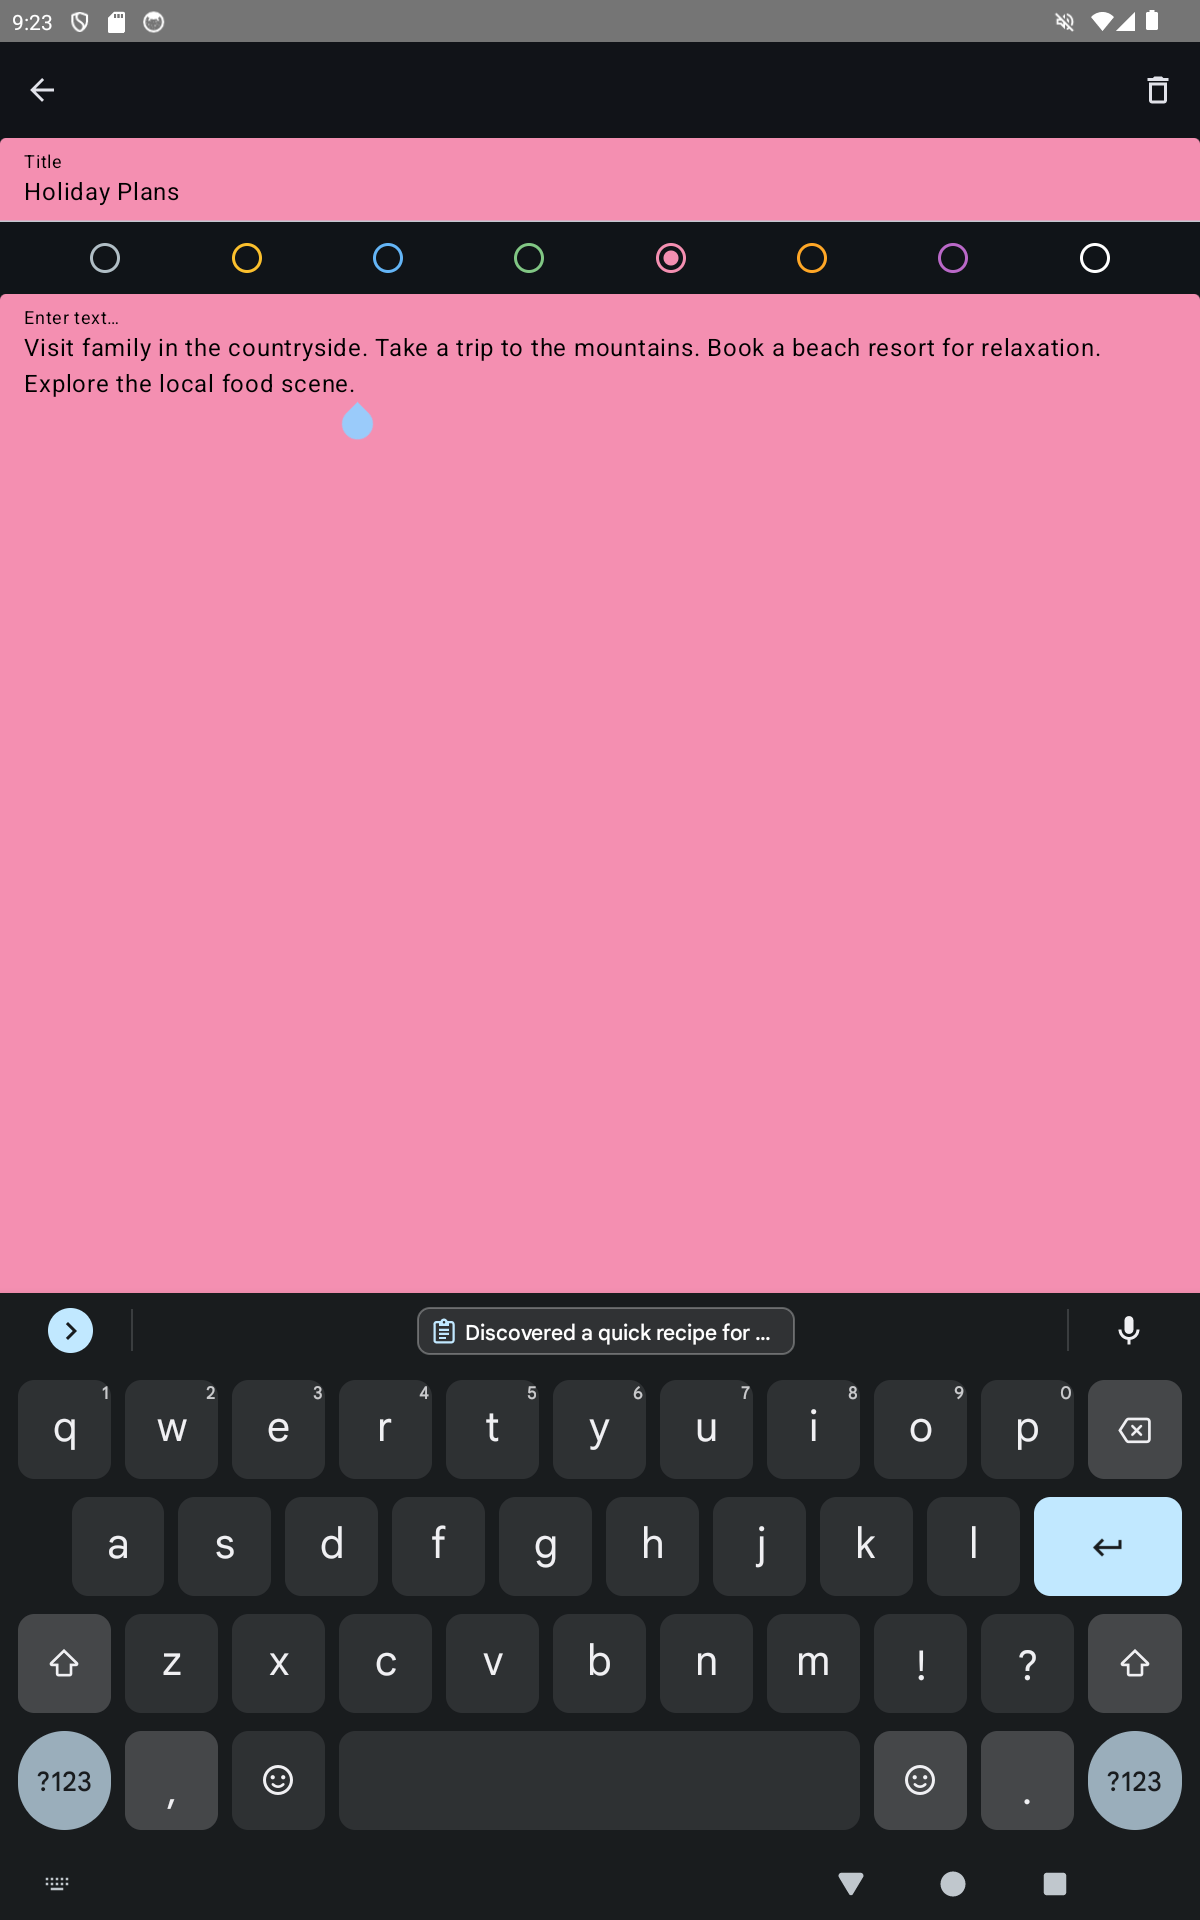 9:23
Title
Holiday Plans
Enter text...
Visit family in the countryside. Take a trip to the mountains. Book a beach resort for relaxation.
Explore the local food scene.
Discovered a quick recipe for ...
q 1 w 2 e 3 r 4 t 5 y 6 u 7 i 8 o 9 p 0
a s d f g h j k l
z x c v b n m ! ?
?123 , . ?123